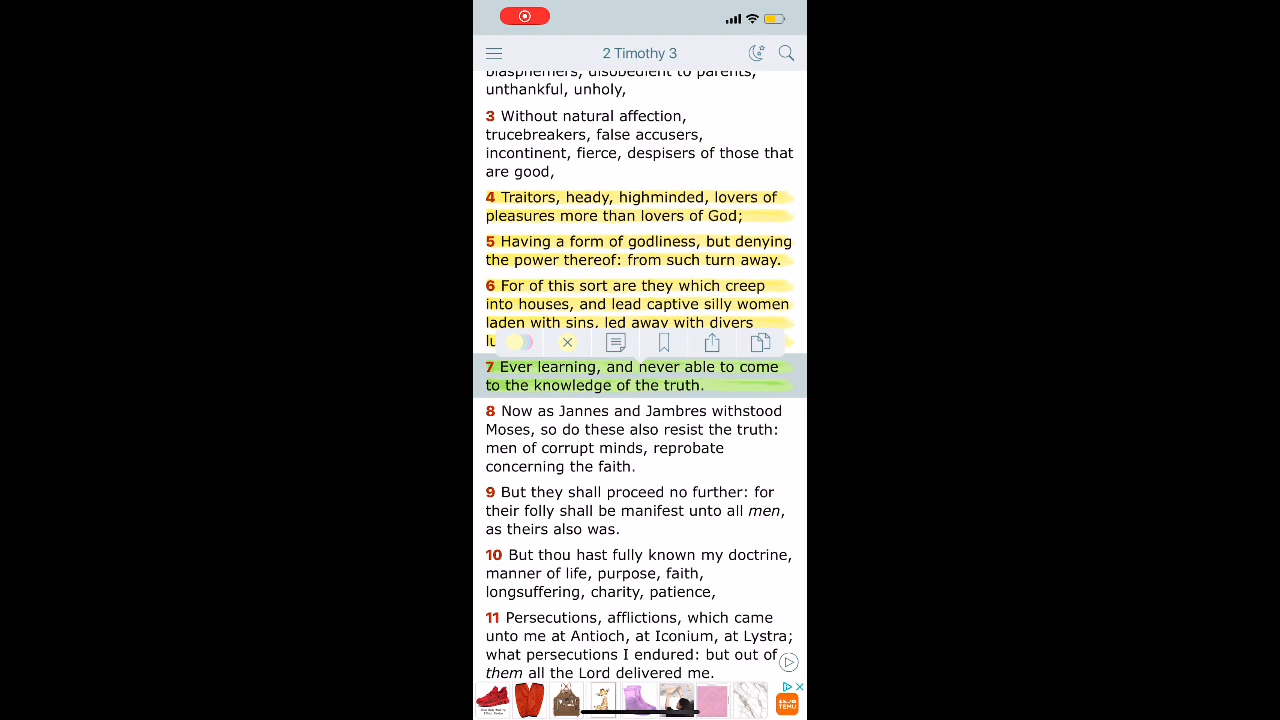 2 Timothy 3
blasphemers, disobedient to parents,
unthankful, unholy,
3 Without natural affection,
trucebreakers, false accusers,
incontinent, fierce, despisers of those that
are good,
4 Traitors, heady, highminded, lovers of
pleasures more than lovers of God;
5 Having a form of godliness, but denying
the power thereof: from such turn away.
6 For of this sort are they which creep
into houses, and lead captive silly women
laden with sins, led away with divers
lu
7 Ever learning, and never able to come
to the knowledge of the truth.
8 Now as Jannes and Jambres withstood
Moses, so do these also resist the truth:
men of corrupt minds, reprobate
concerning the faith.
9 But they shall proceed no further: for
their folly shall be manifest unto all men,
as theirs also was.
10 But thou hast fully known my doctrine,
manner of life, purpose, faith,
longsuffering, charity, patience,
11 Persecutions, afflictions, which came
unto me at Antioch, at Iconium, at Lystra;
what persecutions I endured: but out of
them all the Lord delivered me.
TEMU